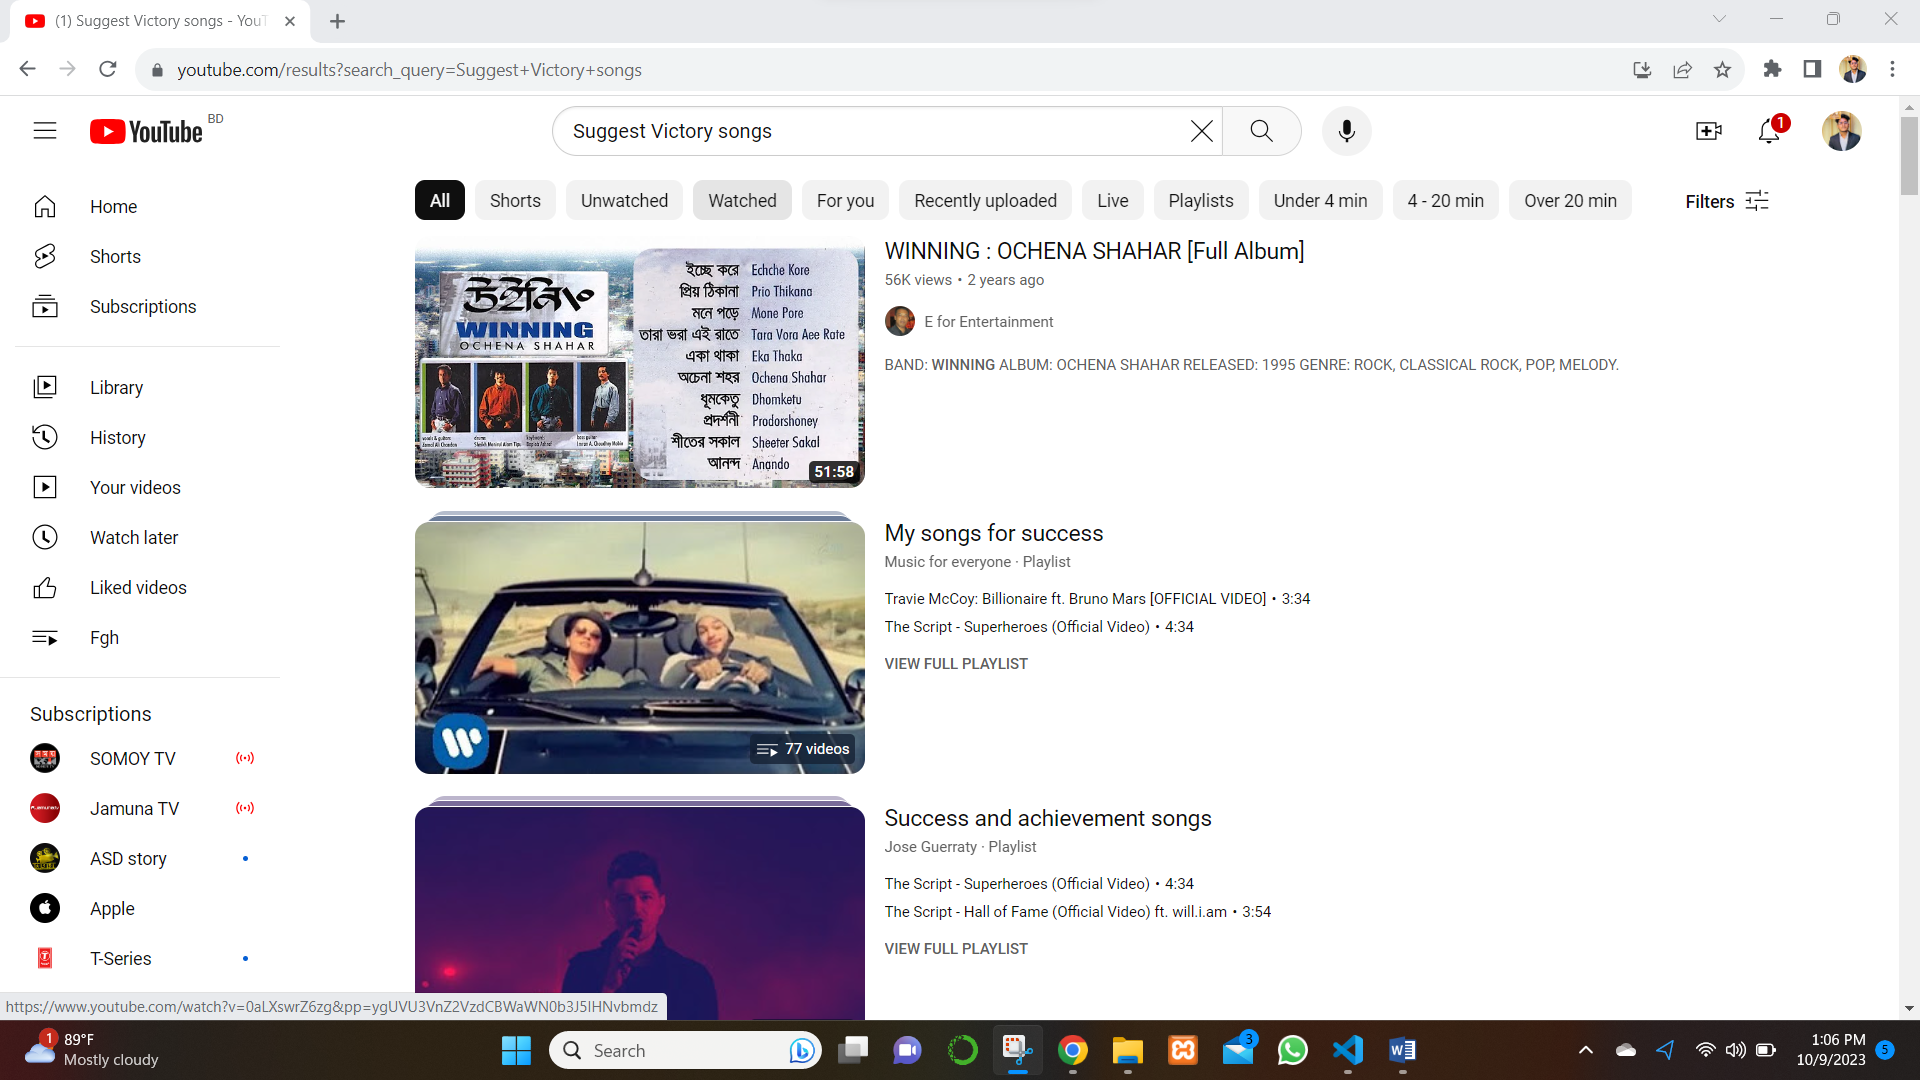 (1) Suggest Victory songs - YouT
youtube.com/results?search_query=Suggest+Victory+songs
YouTube BD
Suggest Victory songs
1
All Shorts Unwatched Watched For you Recently uploaded Live Playlists Under 4 min 4 - 20 min Over 20 min Filters
Home
Shorts
Subscriptions
Library
History
Your videos
Watch later
Liked videos
Fgh
Subscriptions
SOMOY TV
Jamuna TV
ASD story
Apple
T-Series
উইনিং
WINNING
OCHENA SHAHAR
ইচ্ছে করে Echche Kore
প্রিয় ঠিকানা Prio Thikana
মনে পড়ে Mone Pore
তারা ভরা এই রাতে Tara Vora Aee Rate
একা থাকা Eka Thaka
অচেনা শহর Ochena Shahar
ধূমকেতু Dhomketu
প্রদর্শনী Prodorshoney
শীতের সকাল Sheeter Sakal
আনন্দ Anando
51:58
WINNING : OCHENA SHAHAR [Full Album]
56K views • 2 years ago
E for Entertainment
BAND: WINNING ALBUM: OCHENA SHAHAR RELEASED: 1995 GENRE: ROCK, CLASSICAL ROCK, POP, MELODY.
77 videos
My songs for success
Music for everyone · Playlist
Travie McCoy: Billionaire ft. Bruno Mars [OFFICIAL VIDEO] • 3:34
The Script - Superheroes (Official Video) • 4:34
VIEW FULL PLAYLIST
Success and achievement songs
Jose Guerraty · Playlist
The Script - Superheroes (Official Video) • 4:34
The Script - Hall of Fame (Official Video) ft. will.i.am • 3:54
VIEW FULL PLAYLIST
https://www.youtube.com/watch?v=0aLXswrZ6zg&pp=ygUVU3VnZ2VzdCBWaWN0b3J5IHNvbmdz
1
89°F
Mostly cloudy
Search
3
1:06 PM
10/9/2023
5